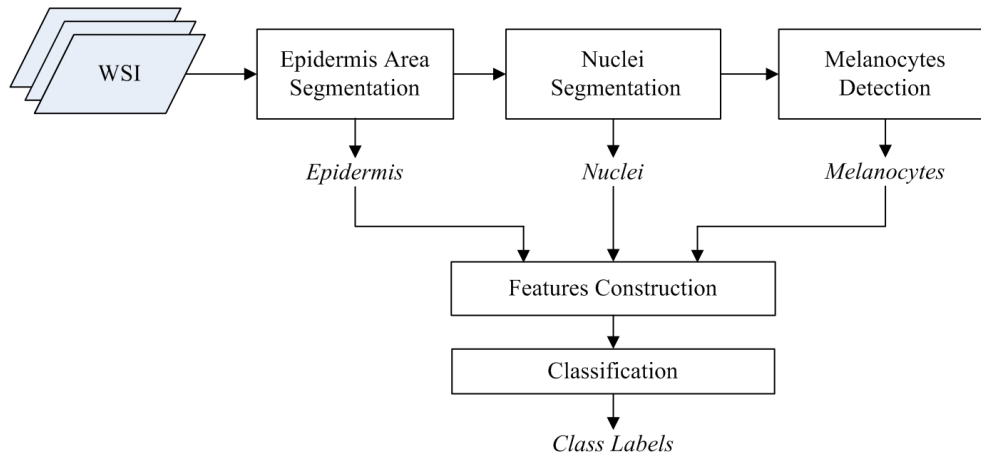 WSI
Epidermis Area
Segmentation
Nuclei
Segmentation
Melanocytes
Detection
Epidermis
Nuclei
Melanocytes
Features Construction
Classification
Class Labels